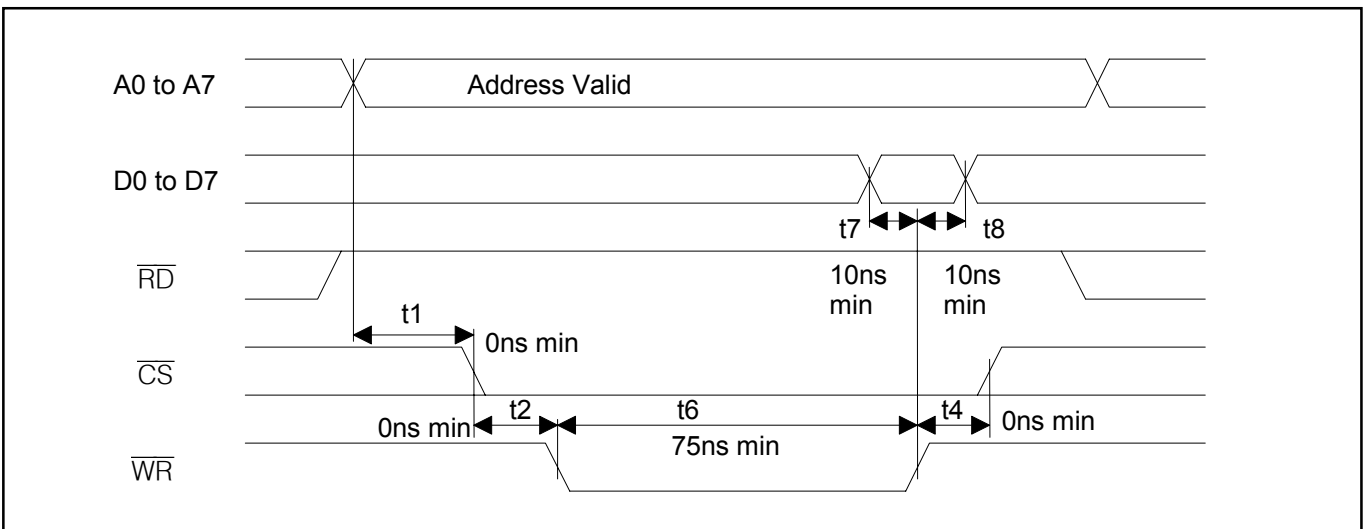 A0 to A7
Address Valid
D0 to D7
t7
t8
RD
10ns
min
10ns
min
t1
0ns min
CS
t2
t6
t4
0ns min
0ns min
75ns min
WR